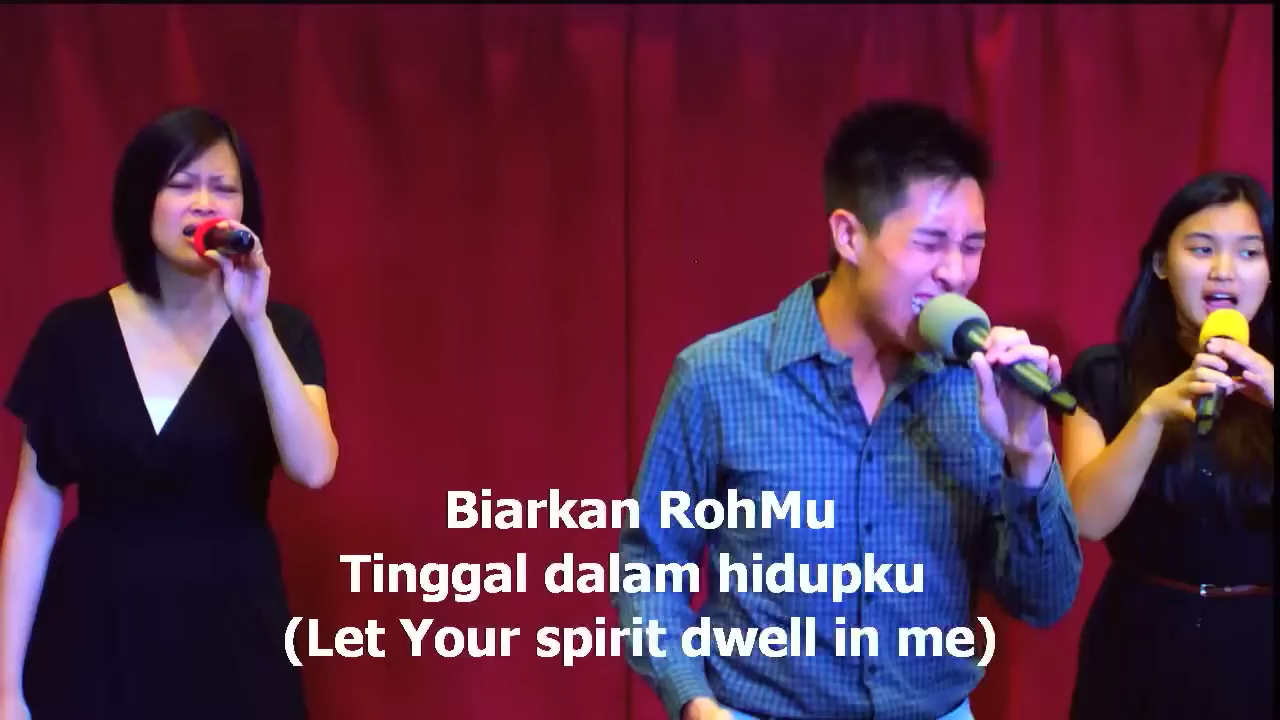 Biarkan RohMu
Tinggal dalam hidupku
(Let Your spirit dwell in me)